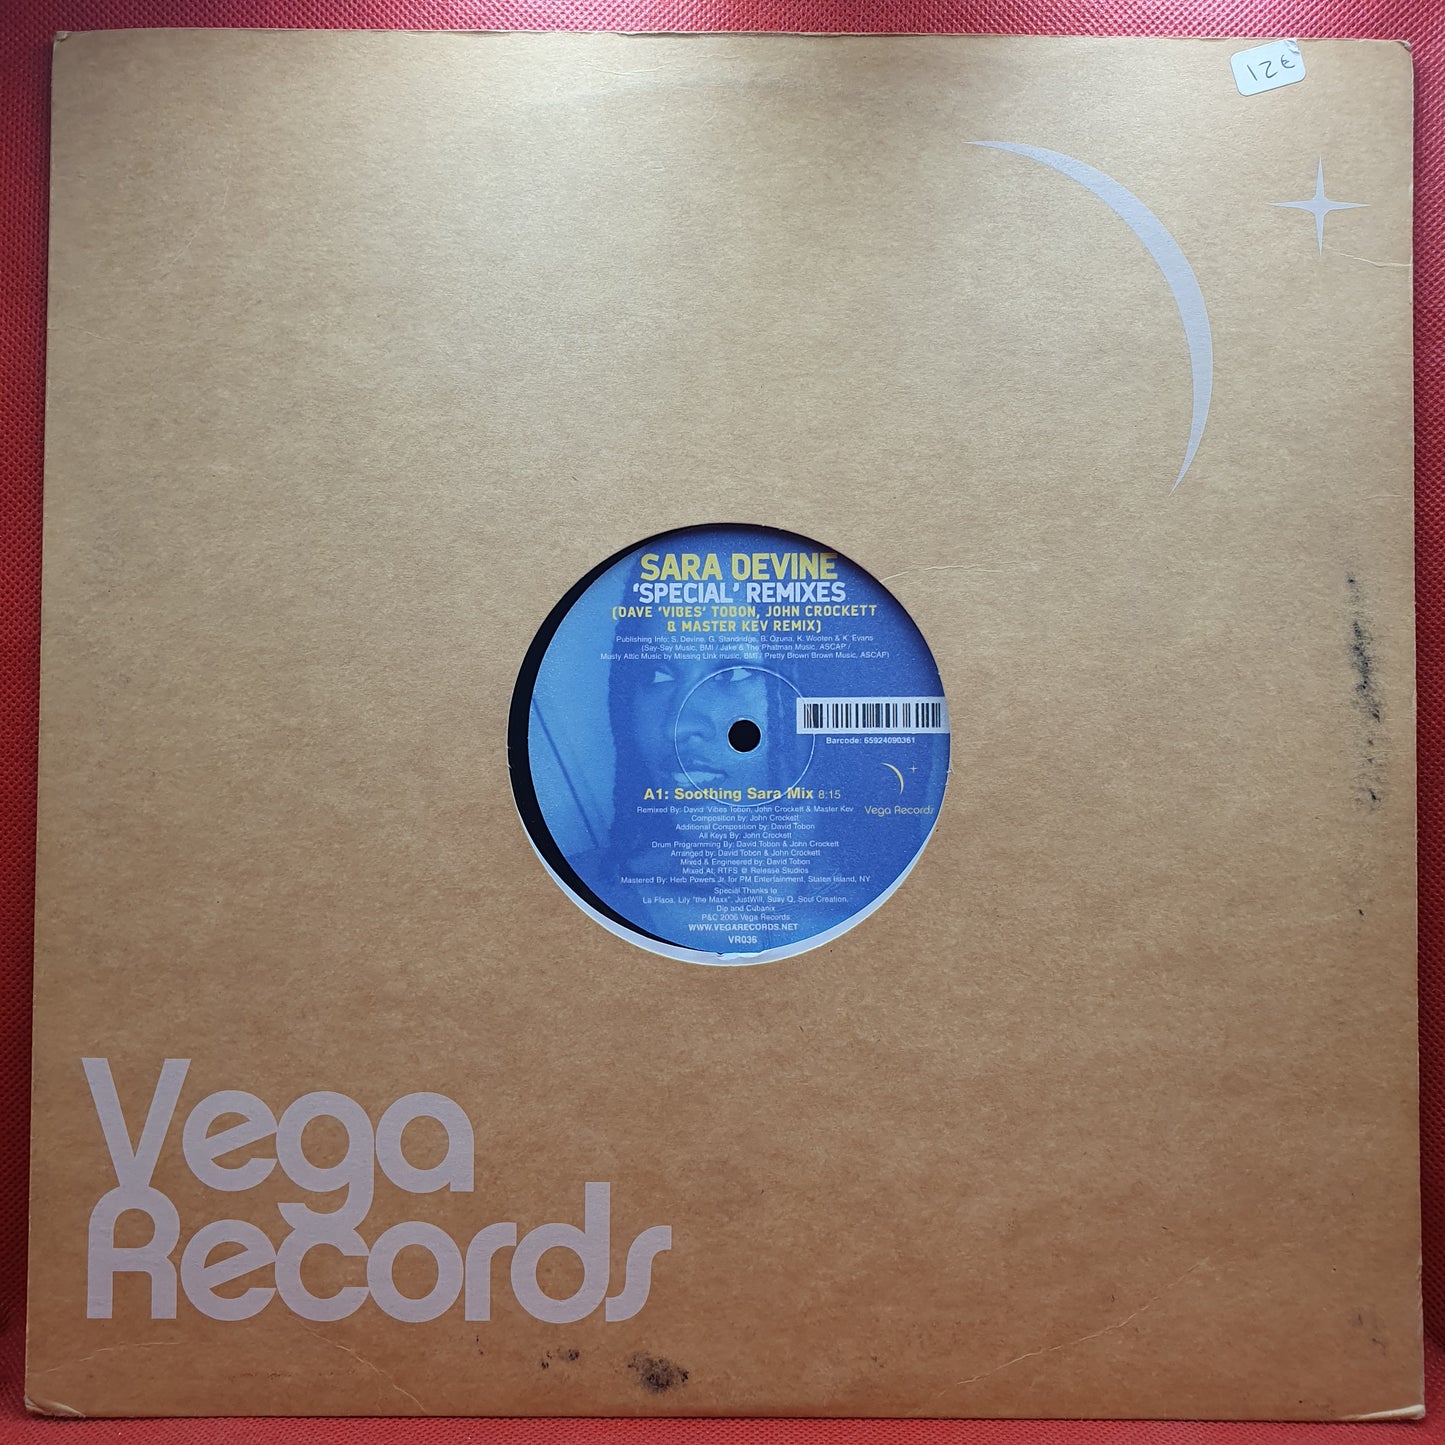 12€
SARA DEVINE
'SPECIAL' REMIXES
(DAVE 'VIBES' TOBON, JOHN CROCKETT
& MASTER KEV REMIX)
Publishing Info: S. Devine, G. Standridge, B. Ozuna, K. Wooten & K. Evans
(Say-Say Music, BMI / Jake & The Phatman Music, ASCAP /
Musty Attic Music by Missing Link music, BMI / Pretty Brown Brown Music, ASCAP)
Barcode: 65924090361
A1: Soothing Sara Mix 8:15
Vega Records
Remixed By: David 'Vibes Tobon, John Crockett & Master Kev
Composition by: John Crockett
Additional Composition by: David Tobon
All Keys By: John Crockett
Drum Programming By: David Tobon & John Crockett
Arranged by: David Tobon & John Crockett
Mixed & Engineered by: David Tobon
Mixed At: RTFS @ Release Studios
Mastered By: Herb Powers Jr. for PM Entertainment, Staten Island, NY
Special Thanks to
La Flaca, Lily "the Maxx", JustWill, Suzy Q, Soul Creation,
Dip and Cubanix
P&C 2006 Vega Records
WWW.VEGARECORDS.NET
VR036
Vega
Records